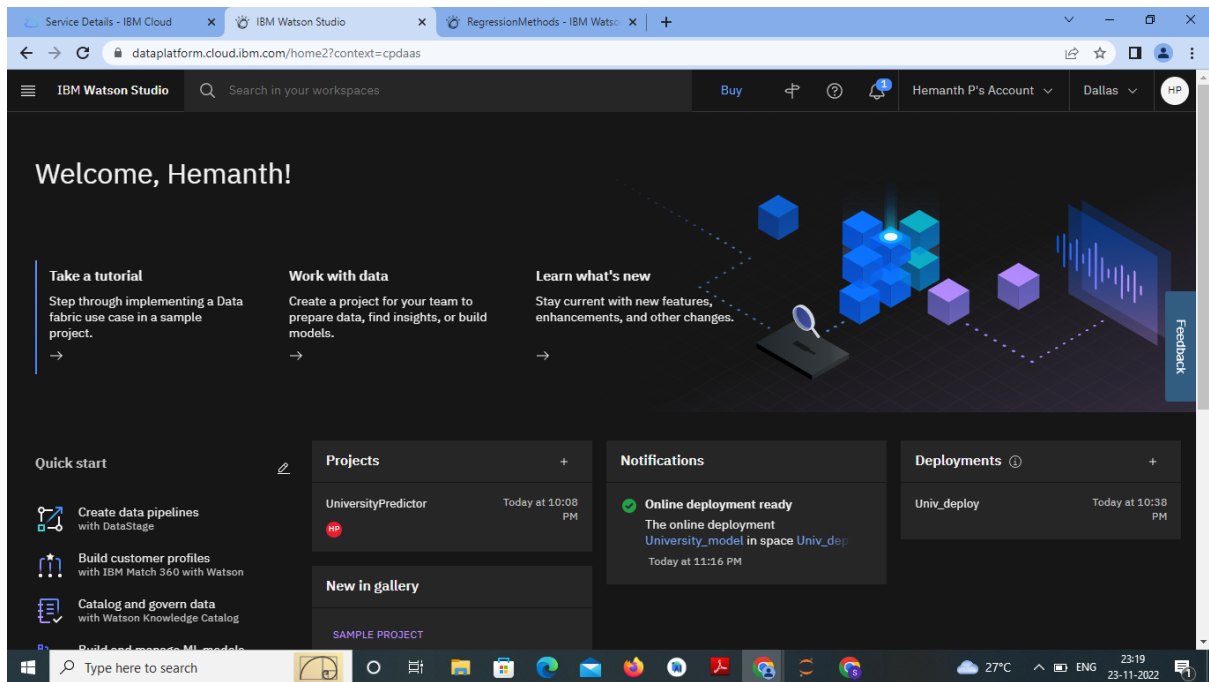 Service Details - IBM Cloud
IBM Watson Studio
RegressionMethods - IBM Watso
dataplatform.cloud.ibm.com/home2?context=cpdaas
IBM Watson Studio
Search in your workspaces
Buy
1
Hemanth P's Account
Dallas
HP
Welcome, Hemanth!
Take a tutorial
Step through implementing a Data
fabric use case in a sample
project.
Work with data
Create a project for your team to
prepare data, find insights, or build
models.
Learn what's new
Stay current with new features,
enhancements, and other changes.
Feedback
Quick start
Create data pipelines
with DataStage
Build customer profiles
with IBM Match 360 with Watson
Catalog and govern data
with Watson Knowledge Catalog
Build and manage ML models
Projects
UniversityPredictor
Today at 10:08
PM
HP
New in gallery
SAMPLE PROJECT
Notifications
Online deployment ready
The online deployment
University_model in space Univ_dep
Today at 11:16 PM
Deployments
Univ_deploy
Today at 10:38
PM
Type here to search
27°C
ENG
23:19
23-11-2022
1